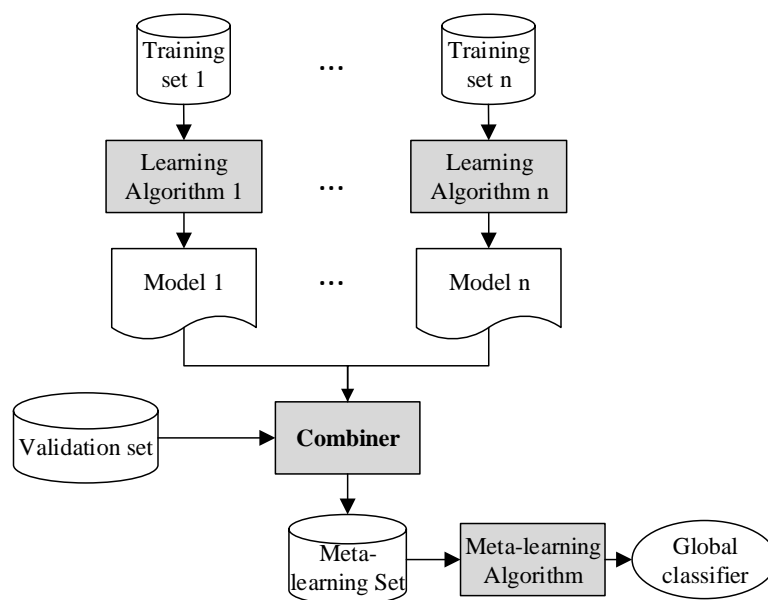 Training
set 1
...
Training
set n
Learning
Algorithm 1
...
Learning
Algorithm n
Model 1
...
Model n
Validation set
Combiner
Meta-
learning Set
Meta-learning
Algorithm
Global
classifier